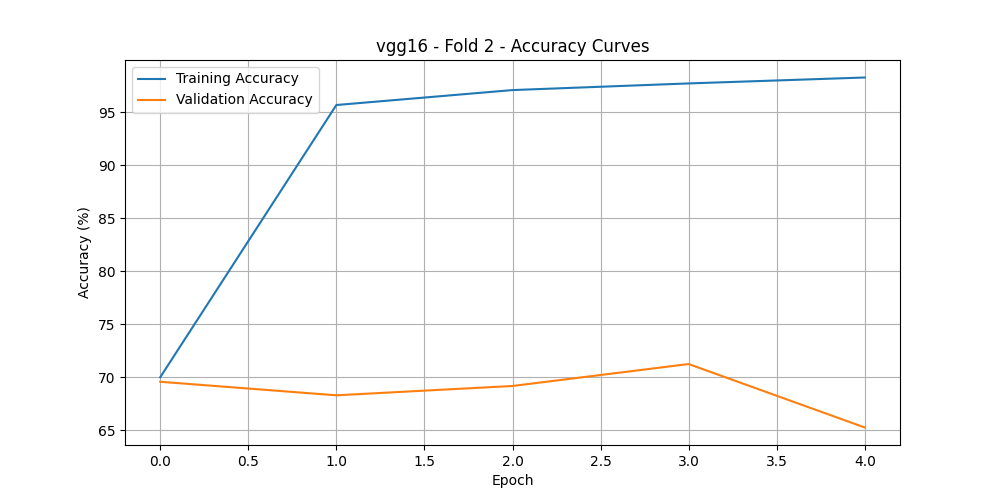 vgg16 - Fold 2 - Accuracy Curves
Training Accuracy
Validation Accuracy
Accuracy (%)
95
90
85
80
75
70
65
0.0 0.5 1.0 1.5 2.0 2.5 3.0 3.5 4.0
Epoch